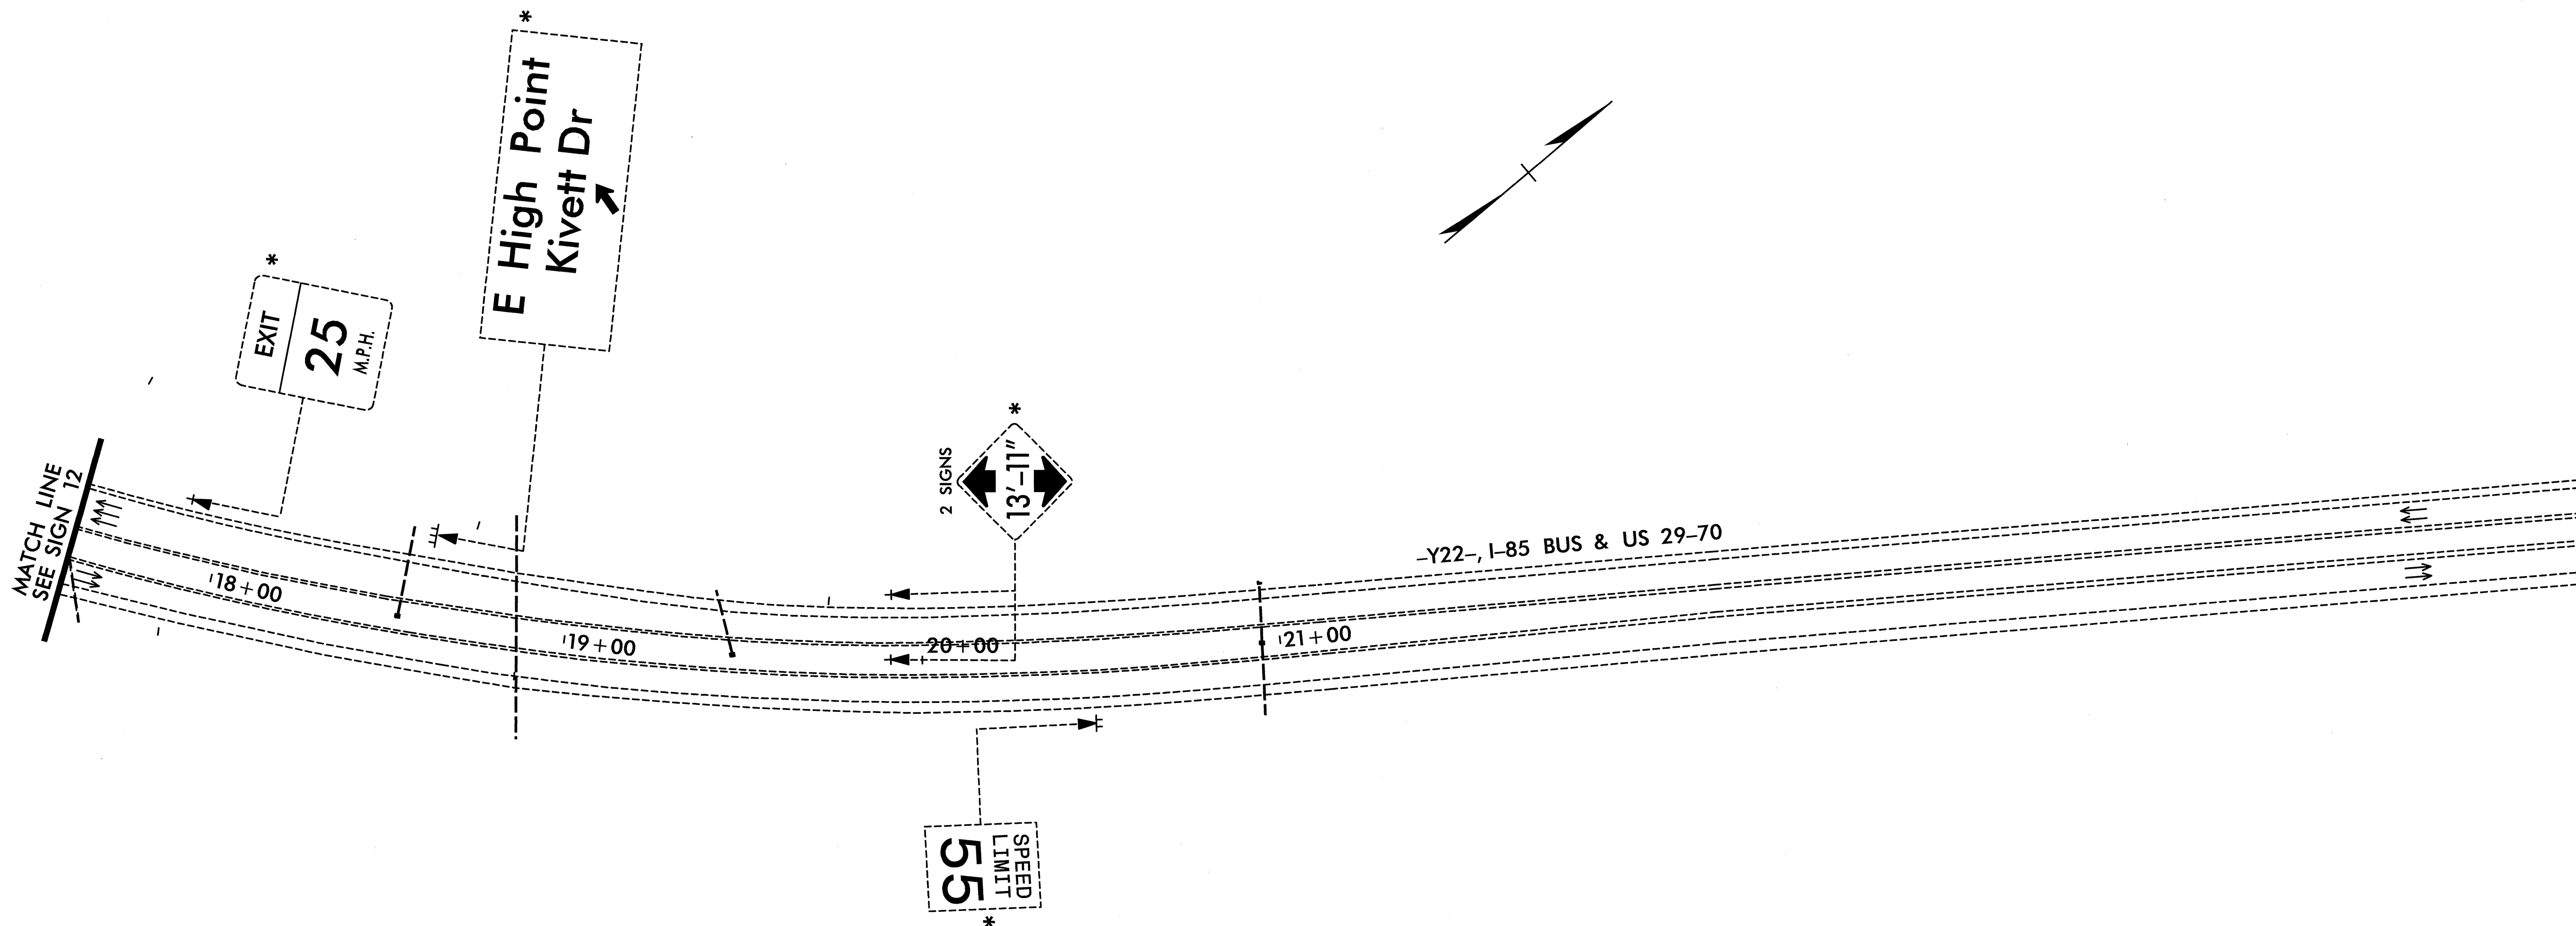 *
E High Point
Kivett Dr
*
EXIT
25
M.P.H.
MATCH LINE
SEE SIGN 12
*
2 SIGNS
13'–11"
–Y22–, I–85 BUS & US 29–70
18+00
19+00
20+00
21+00
SPEED
LIMIT
55
*